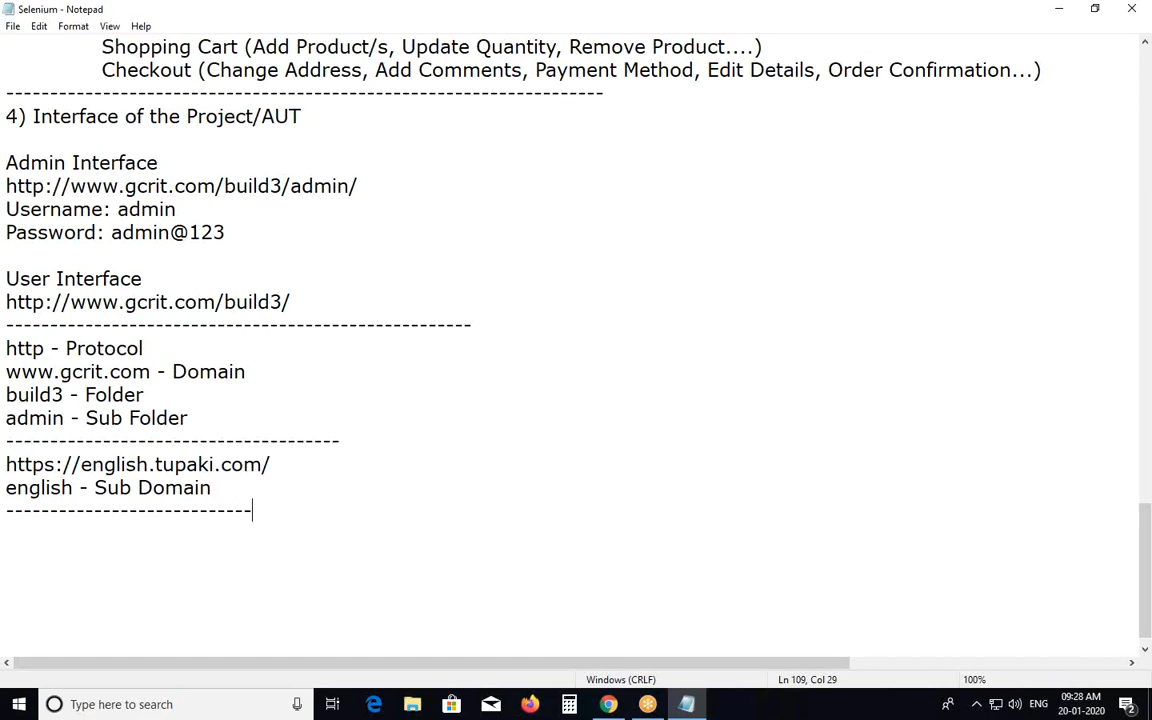 Selenium - Notepad
File Edit Format View Help
Shopping Cart (Add Product/s, Update Quantity, Remove Product....)
Checkout (Change Address, Add Comments, Payment Method, Edit Details, Order Confirmation...)
--------------------------------------------------------------------
4) Interface of the Project/AUT
Admin Interface
http://www.gcrit.com/build3/admin/
Username: admin
Password: admin@123
User Interface
http://www.gcrit.com/build3/
-----------------------------------------------------
http - Protocol
www.gcrit.com - Domain
build3 - Folder
admin - Sub Folder
--------------------------------------
https://english.tupaki.com/
english - Sub Domain
----------------------------
Windows (CRLF) Ln 109, Col 29 100%
Type here to search
ENG
09:28 AM
20-01-2020
2